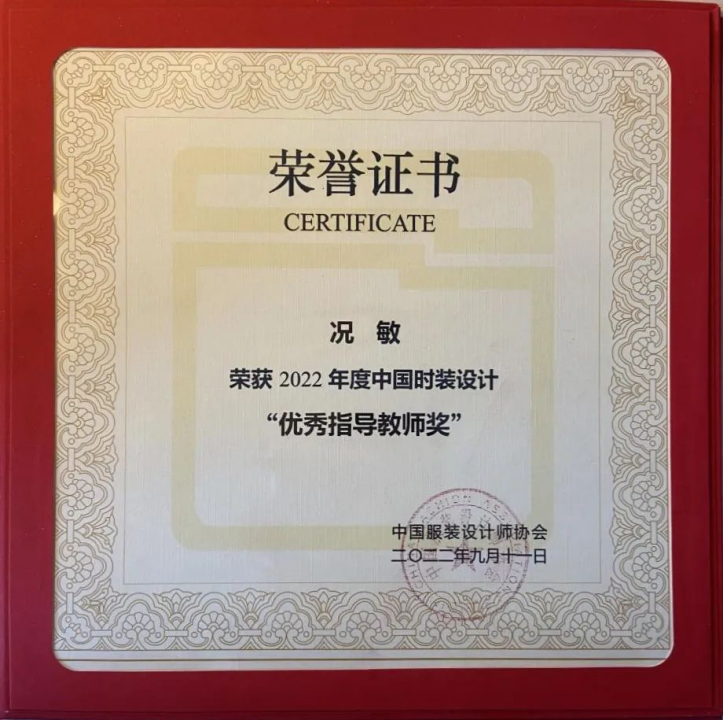 荣誉证书
CERTIFICATE
况 敏
荣获 2022 年度中国时装设计
“优秀指导教师奖”
中国服装设计师协会
二〇二二年九月十一日